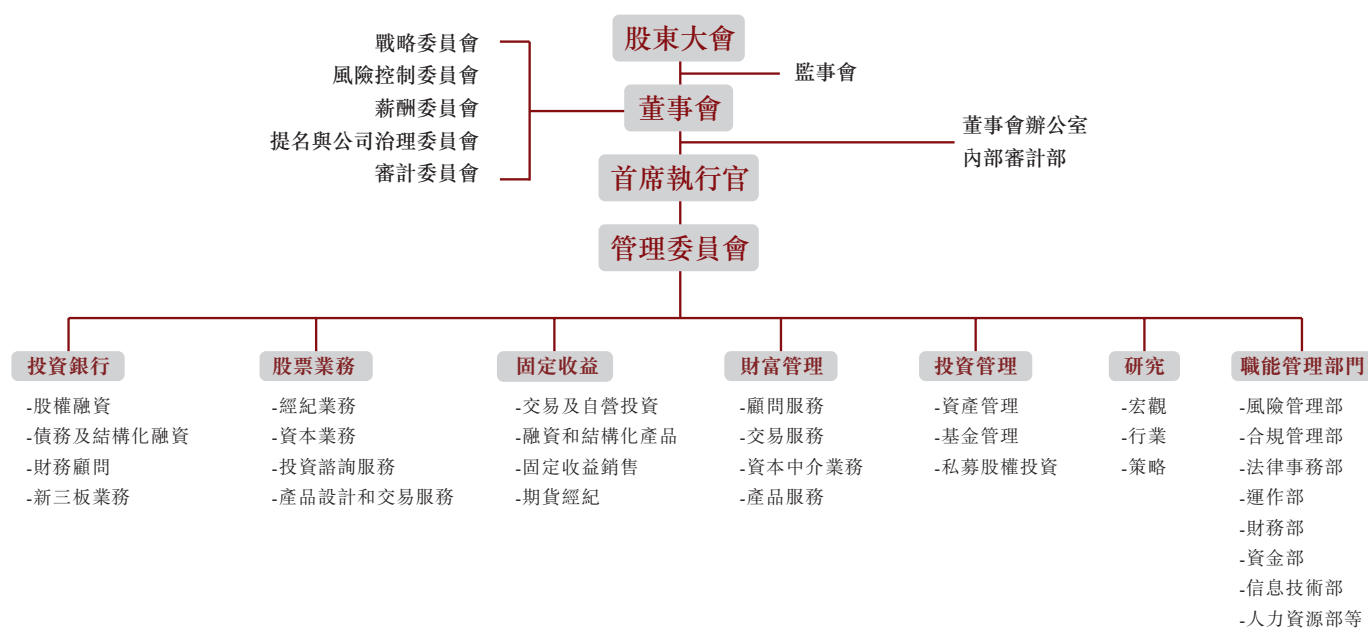 股東大會
監事會
戰略委員會
風險控制委員會
薪酬委員會
提名與公司治理委員會
審計委員會
董事會
董事會辦公室
內部審計部
首席執行官
管理委員會
投資銀行
-股權融資
-債務及結構化融資
-財務顧問
-新三板業務
股票業務
-經紀業務
-資本業務
-投資諮詢服務
-產品設計和交易服務
固定收益
-交易及自營投資
-融資和結構化產品
-固定收益銷售
-期貨經紀
財富管理
-顧問服務
-交易服務
-資本中介業務
-產品服務
投資管理
-資產管理
-基金管理
-私募股權投資
研究
-宏觀
-行業
-策略
職能管理部門
-風險管理部
-合規管理部
-法律事務部
-運作部
-財務部
-資金部
-信息技術部
-人力資源部等